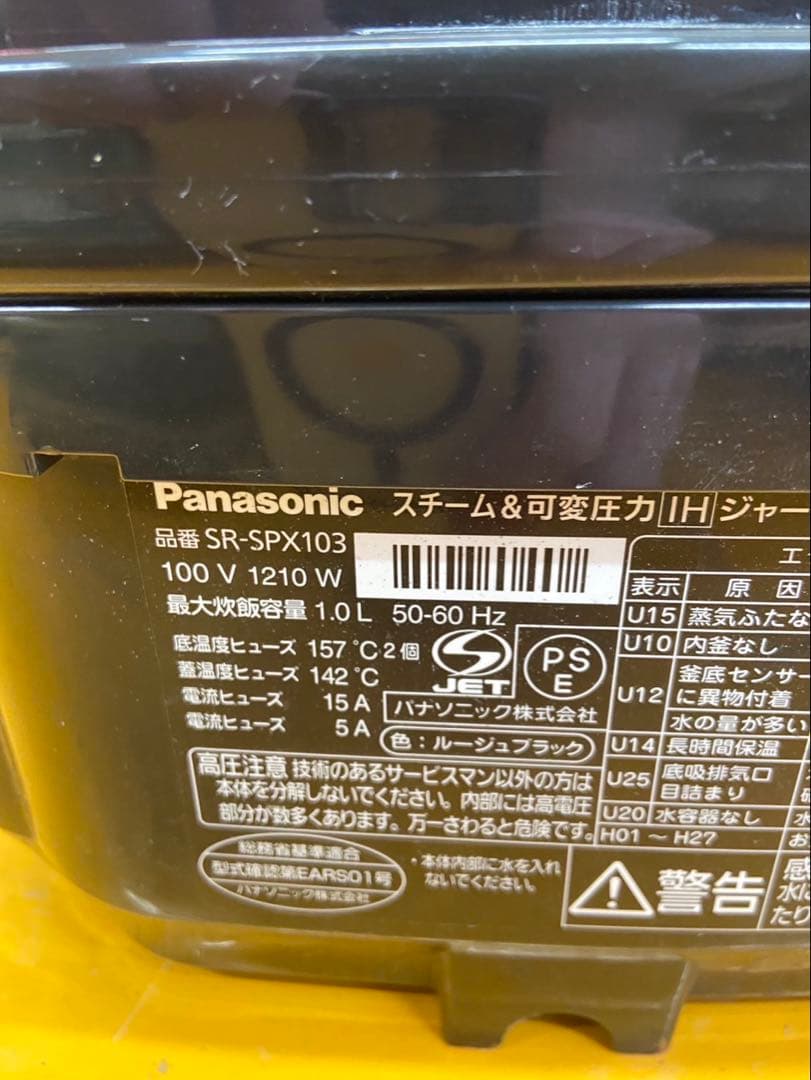 Panasonic スチーム&可変圧力 IH ジャー
品番 SR-SPX103
100 V 1210 W
最大炊飯容量 1.0 L 50-60 Hz
底温度ヒューズ 157 ℃ 2個
蓋温度ヒューズ 142 ℃
電流ヒューズ 15 A
電流ヒューズ 5 A
JET
PS
E
パナソニック株式会社
色：ルージュブラック
高圧注意 技術のあるサービスマン以外の方は
本体を分解しないでください。内部には高電圧
部分が数多くあります。万一さわると危険です。
総務省基準適合
型式確認第EARS01号
パナソニック株式会社
・本体内部に水を入れ
ないでください。
エ
表示 原因
U15 蒸気ふたな
U10 内釜なし
U12 釜底センサー
に異物付着
水の量が多い
U14 長時間保温
U25 底吸排気口
目詰まり
U20 水容器なし 水
H01 ～ H27 お
警告
感
水
たり